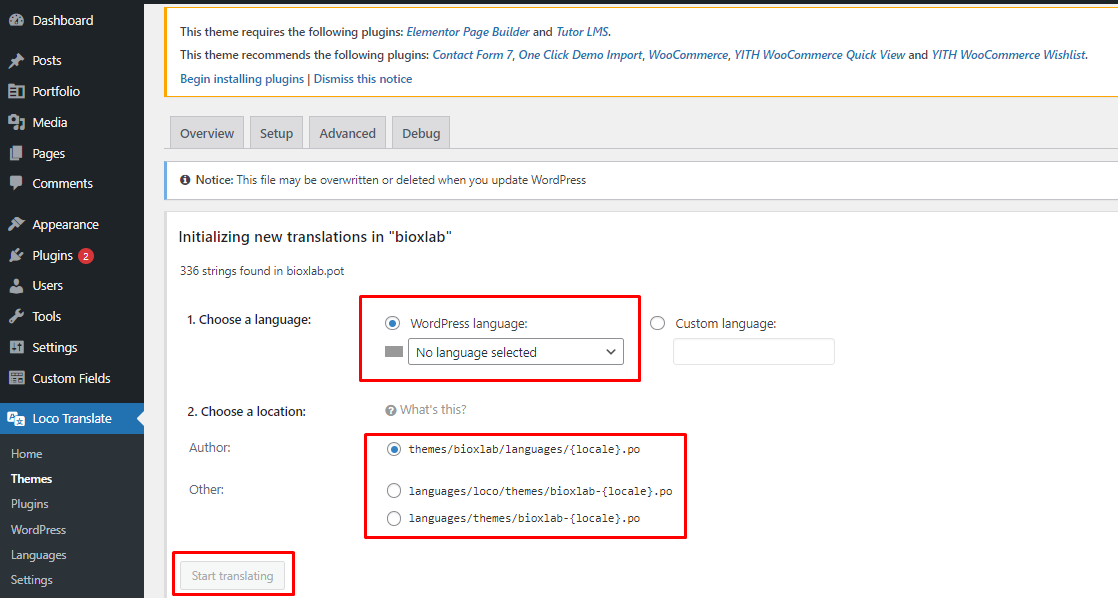 Dashboard
Posts
Portfolio
Media
Pages
Comments
Appearance
Plugins 2
Users
Tools
Settings
Custom Fields
Loco Translate
Home
Themes
Plugins
WordPress
Languages
Settings
This theme requires the following plugins: Elementor Page Builder and Tutor LMS.
This theme recommends the following plugins: Contact Form 7, One Click Demo Import, WooCommerce, YITH WooCommerce Quick View and YITH WooCommerce Wishlist.
Begin installing plugins | Dismiss this notice
Overview Setup Advanced Debug
Notice: This file may be overwritten or deleted when you update WordPress
Initializing new translations in "bioxlab"
336 strings found in bioxlab.pot
1. Choose a language: WordPress language: Custom language:
No language selected
2. Choose a location: What's this?
Author: themes/bioxlab/languages/{locale}.po
Other: languages/loco/themes/bioxlab-{locale}.po
languages/themes/bioxlab-{locale}.po
Start translating